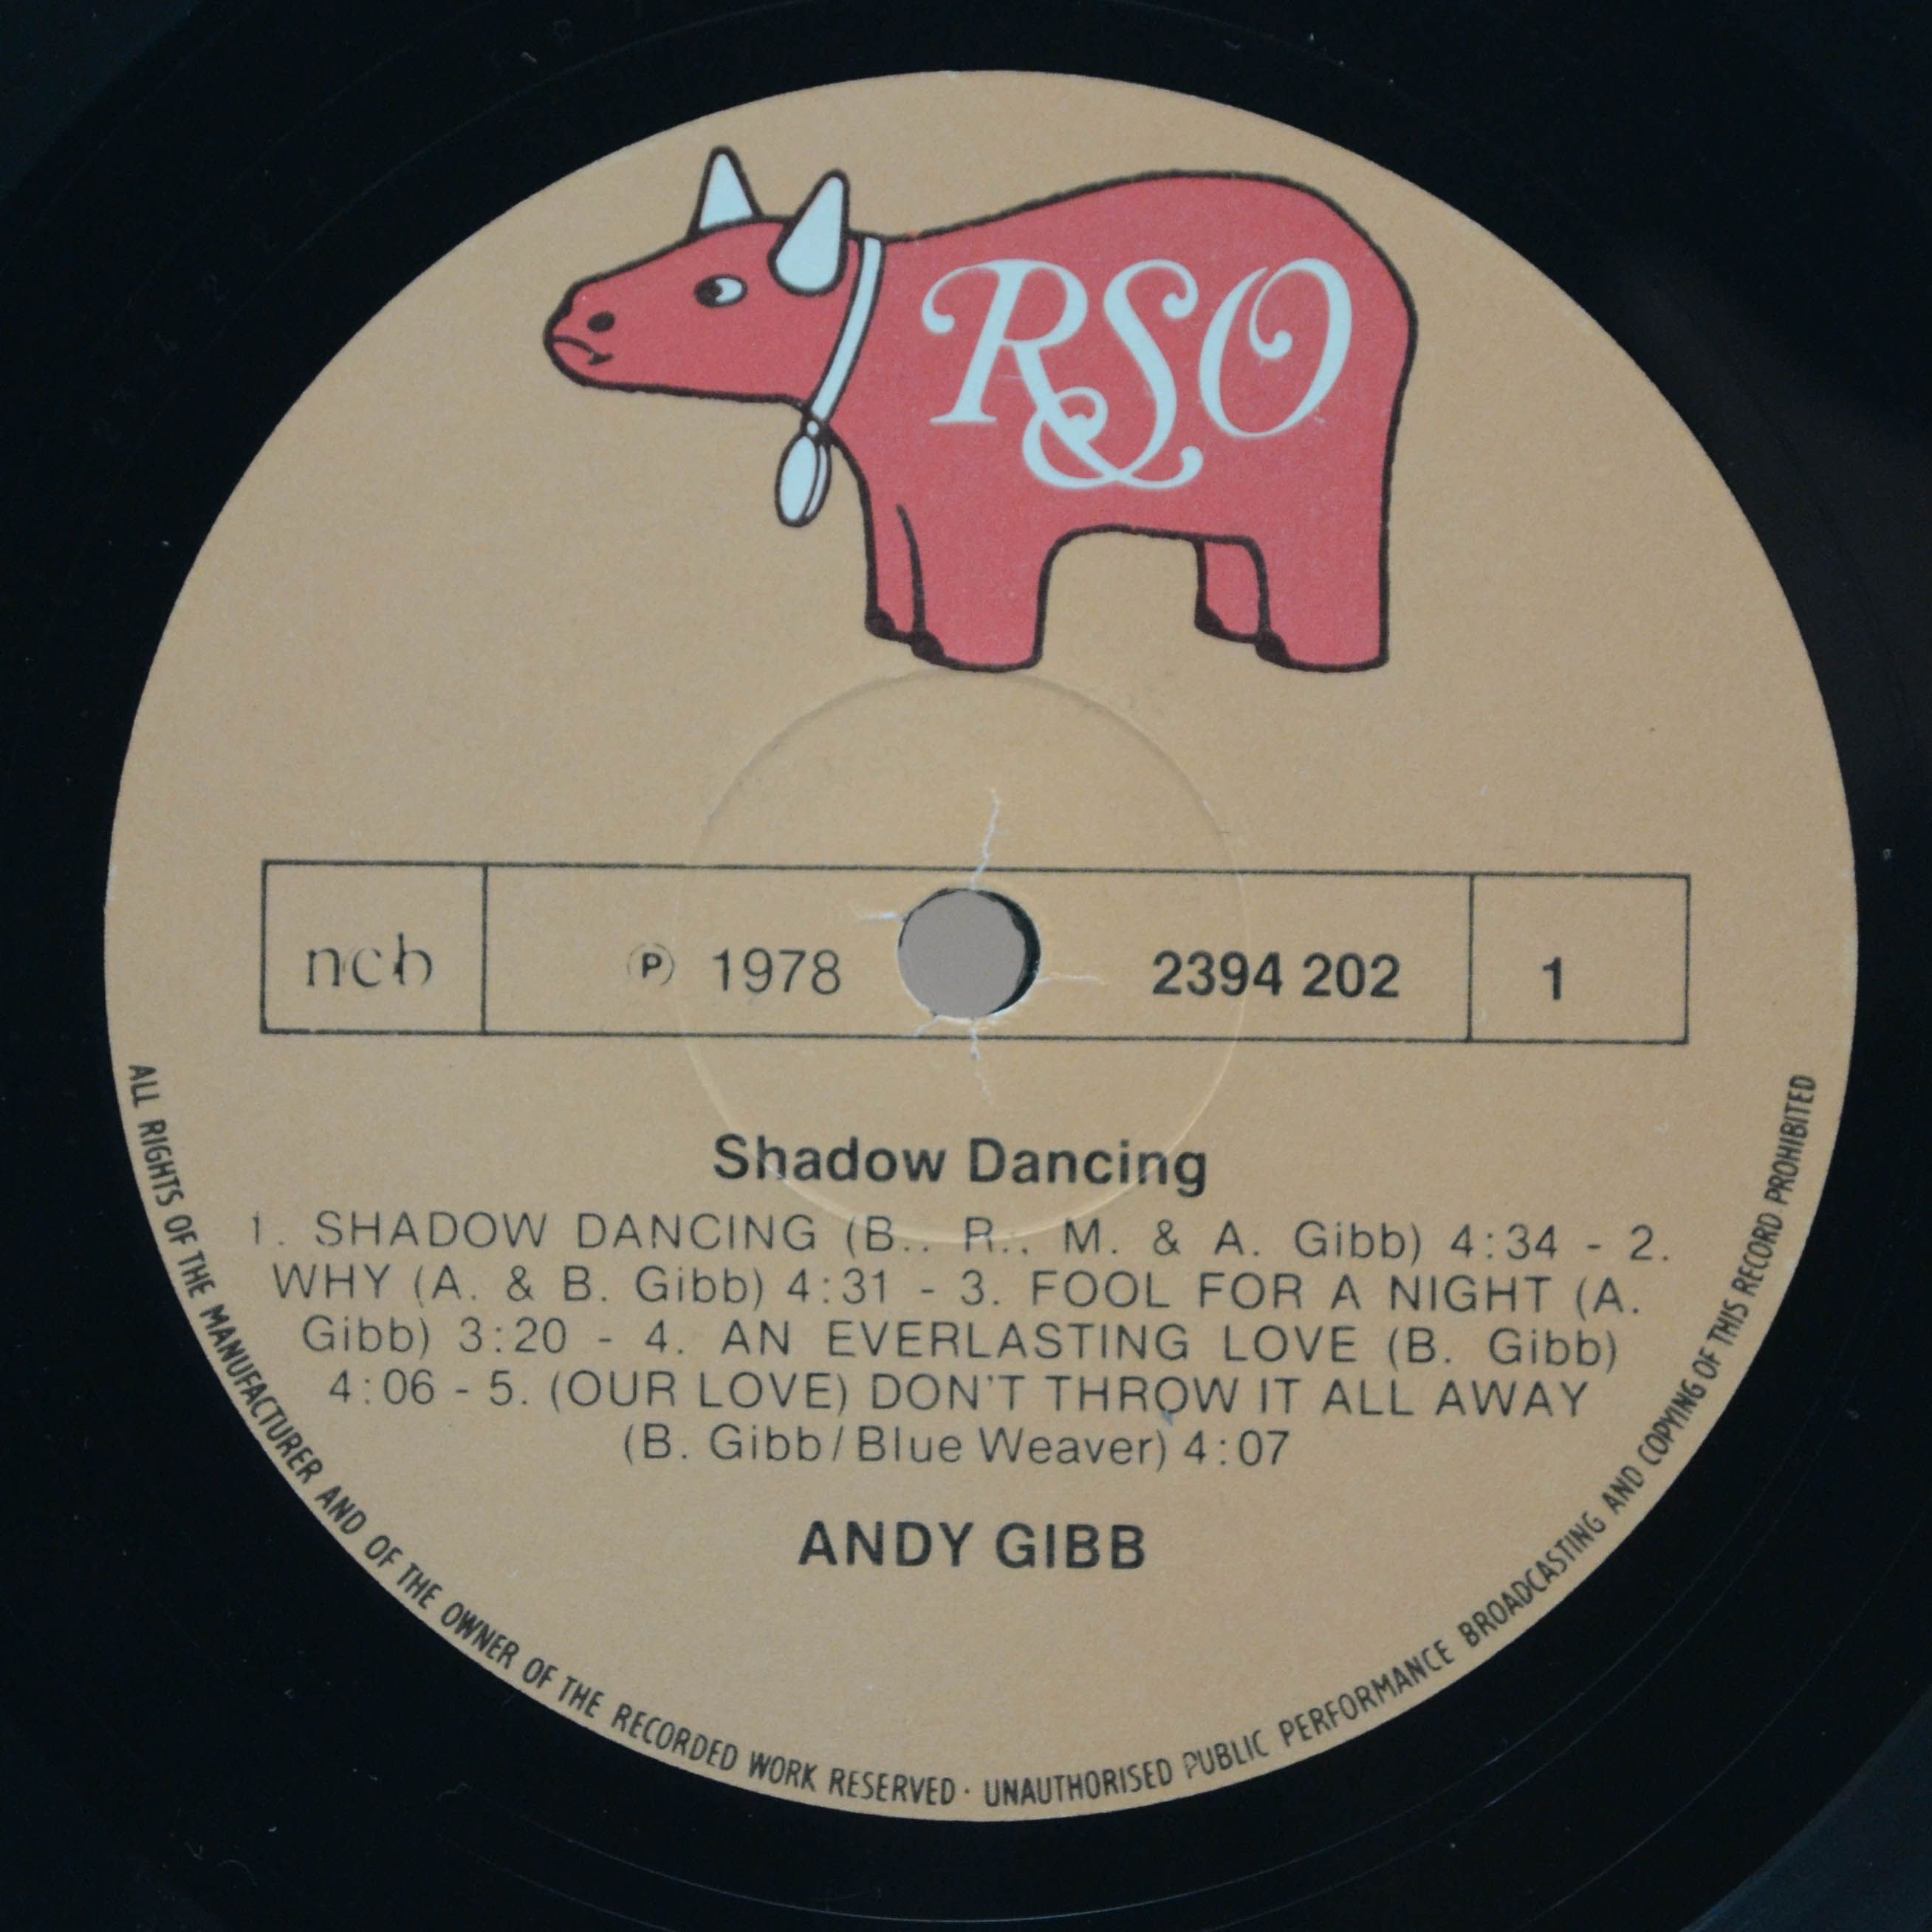 RSO
ncb
Ⓟ 1978
2394 202
1
Shadow Dancing
1. SHADOW DANCING (B.. R.. M. & A. Gibb) 4:34 - 2.
WHY (A. & B. Gibb) 4:31 - 3. FOOL FOR A NIGHT (A.
Gibb) 3:20 - 4. AN EVERLASTING LOVE (B. Gibb)
4:06 - 5. (OUR LOVE) DON'T THROW IT ALL AWAY
(B. Gibb/Blue Weaver) 4:07
ANDY GIBB
ALL RIGHTS OF THE MANUFACTURER AND OF THE OWNER OF THE RECORDED WORK RESERVED · UNAUTHORISED PUBLIC PERFORMANCE BROADCASTING AND COPYING OF THIS RECORD PROHIBITED